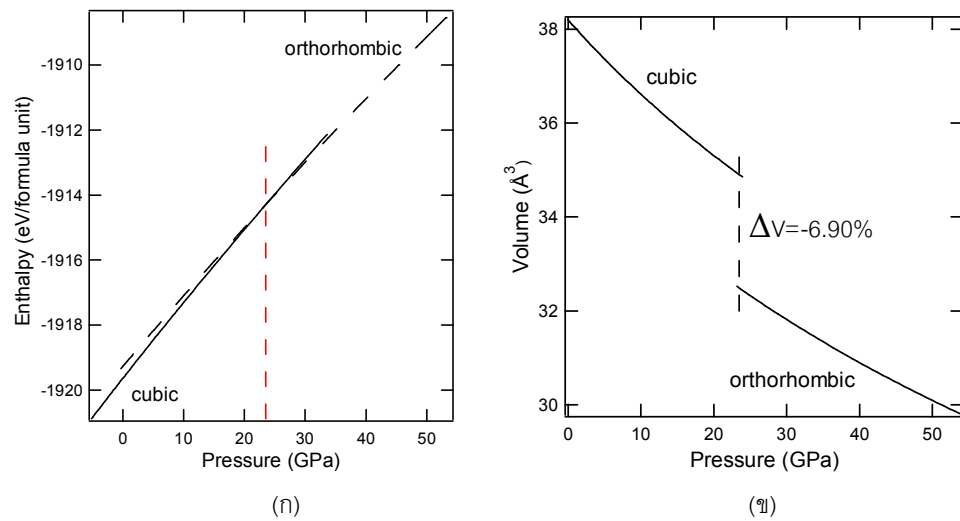 Enthalpy (eV/formula unit)
-1910
-1912
-1914
-1916
-1918
-1920
orthorhombic
cubic
0 10 20 30 40 50
Pressure (GPa)
(ก)
Volume (Å³)
38
36
34
32
30
cubic
ΔV=-6.90%
orthorhombic
0 10 20 30 40 50
Pressure (GPa)
(ข)